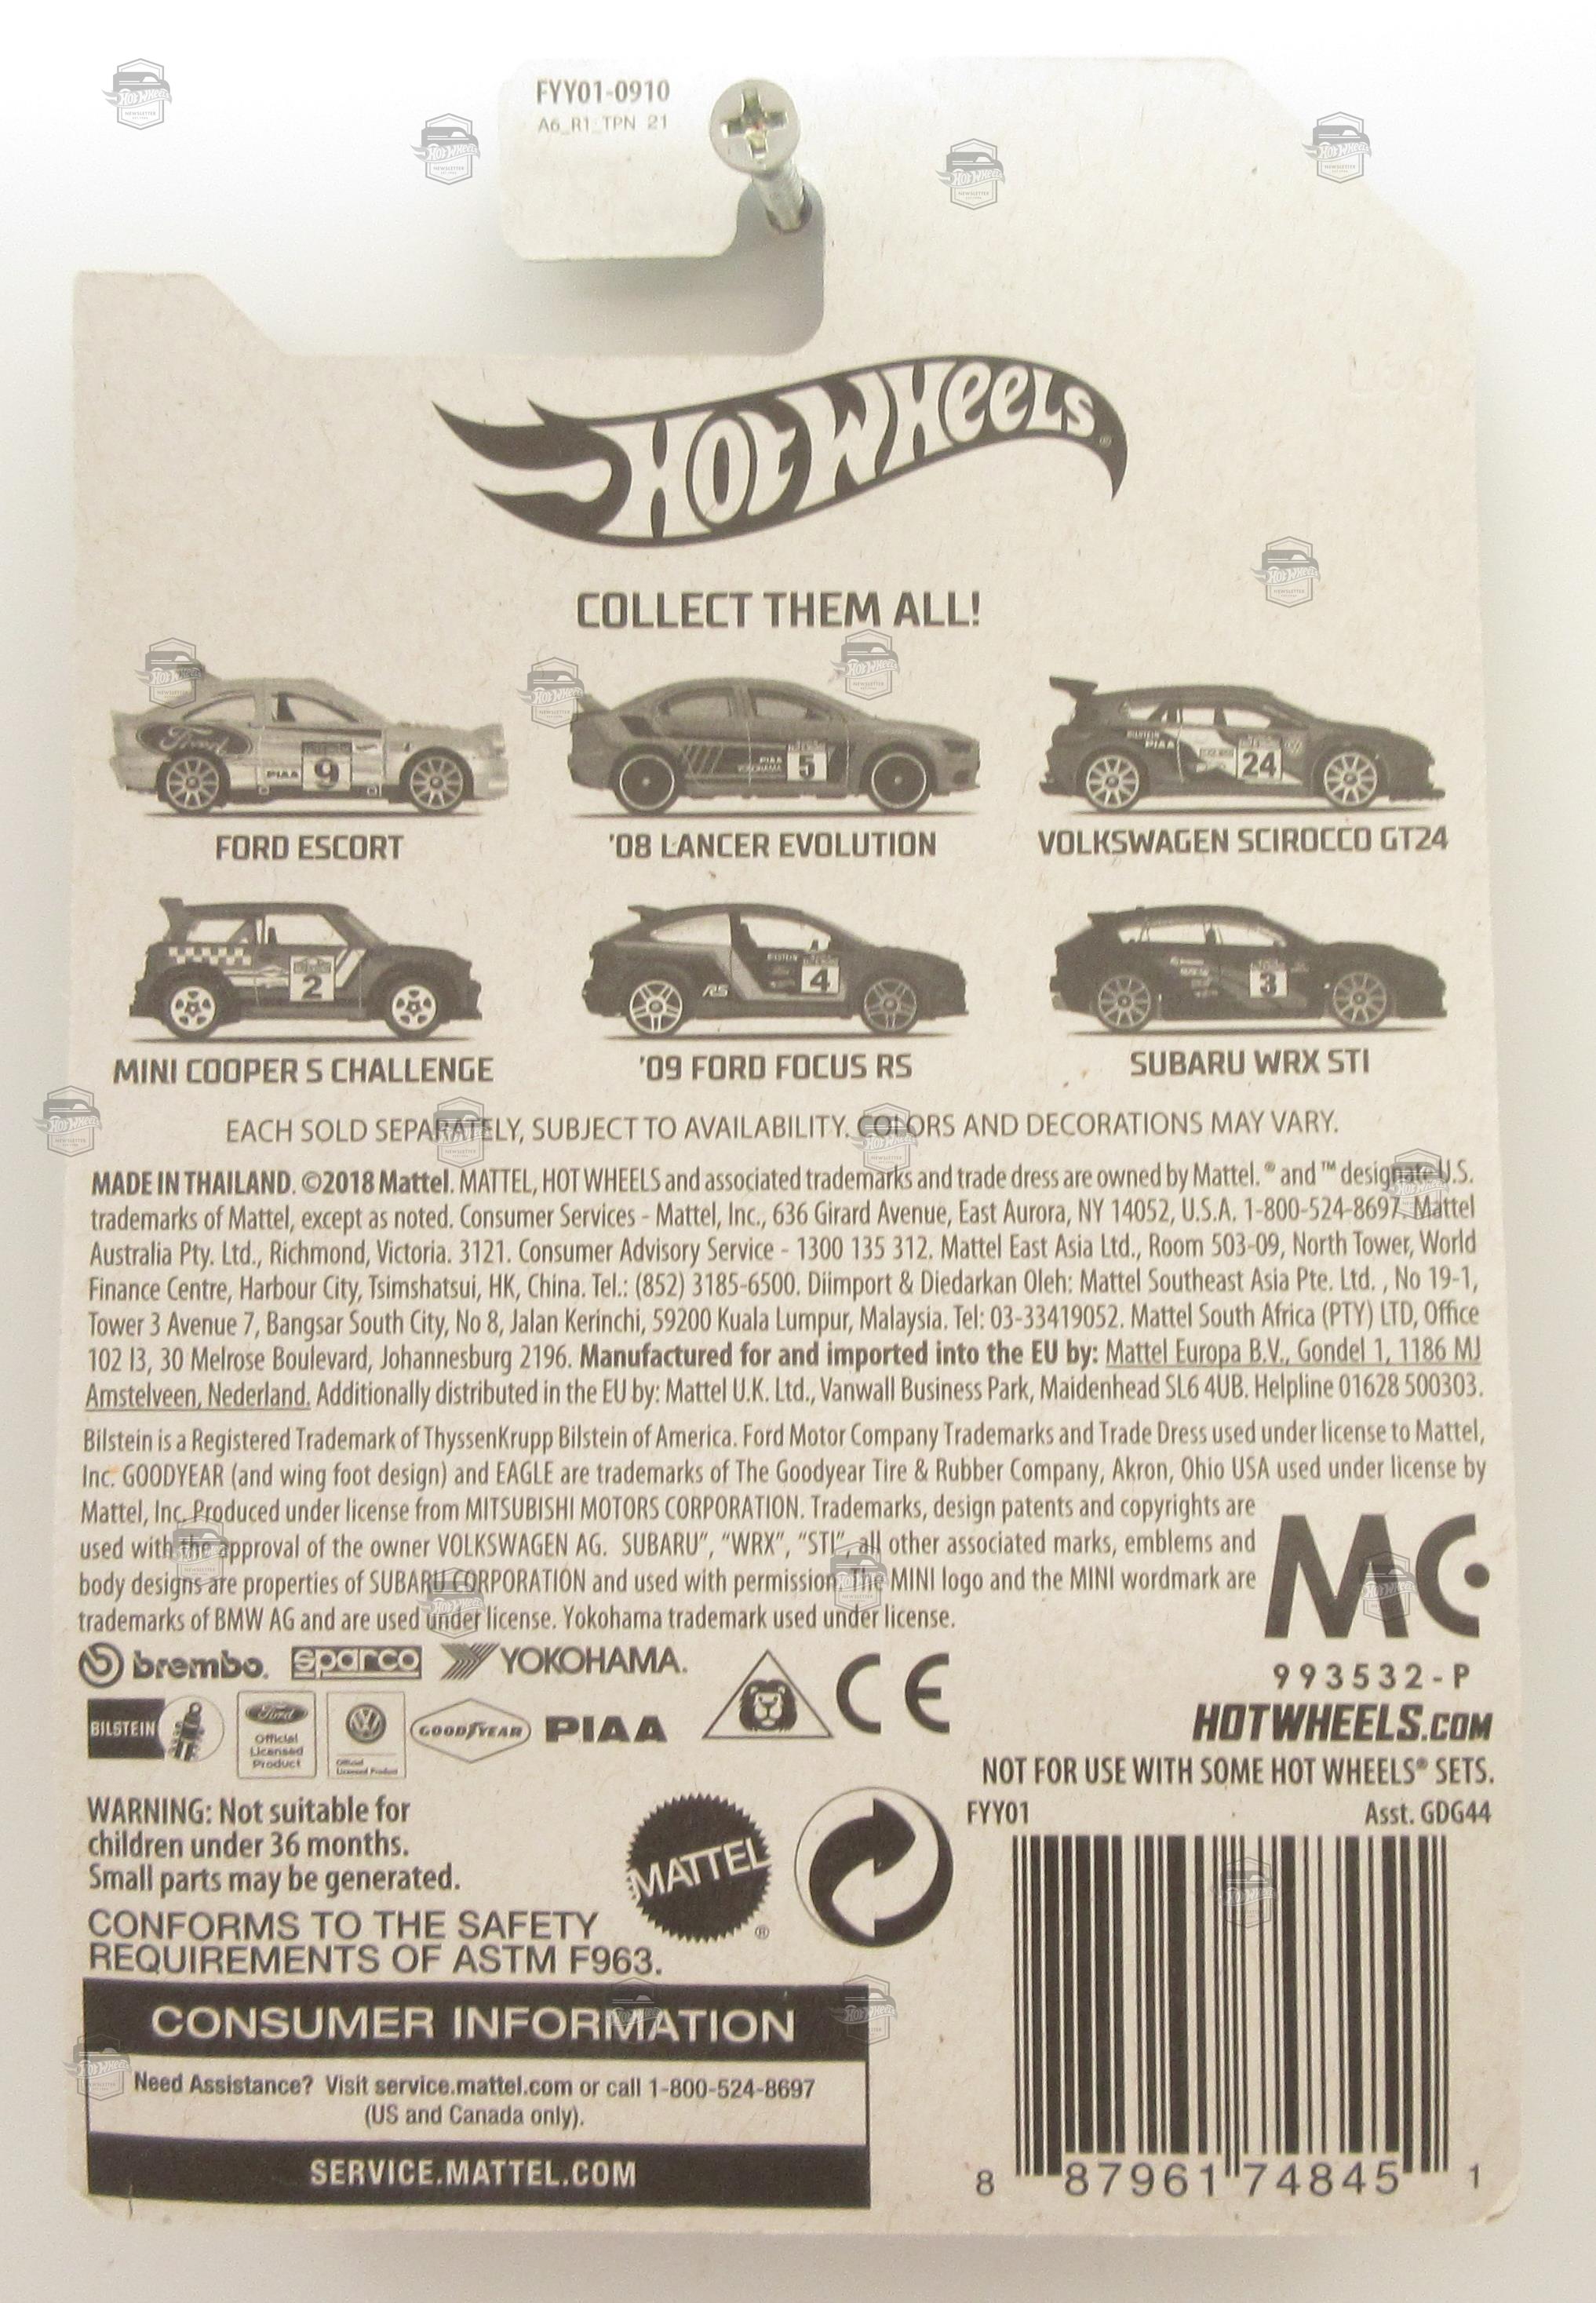 FYY01-0910
A6_R1_TPN 21
HOT WHEELS®
COLLECT THEM ALL!
Ford PIAA 9
PIAA YOKOHAMA 5
BILSTEIN PIAA 24
FORD ESCORT
'08 LANCER EVOLUTION
VOLKSWAGEN SCIROCCO GT24
2
RS 4
3
MINI COOPER S CHALLENGE
'09 FORD FOCUS RS
SUBARU WRX STI
EACH SOLD SEPARATELY, SUBJECT TO AVAILABILITY. COLORS AND DECORATIONS MAY VARY.
MADE IN THAILAND. ©2018 Mattel. MATTEL, HOT WHEELS and associated trademarks and trade dress are owned by Mattel. ® and ™ designate U.S.
trademarks of Mattel, except as noted. Consumer Services - Mattel, Inc., 636 Girard Avenue, East Aurora, NY 14052, U.S.A. 1-800-524-8697. Mattel
Australia Pty. Ltd., Richmond, Victoria. 3121. Consumer Advisory Service - 1300 135 312. Mattel East Asia Ltd., Room 503-09, North Tower, World
Finance Centre, Harbour City, Tsimshatsui, HK, China. Tel.: (852) 3185-6500. Diimport & Diedarkan Oleh: Mattel Southeast Asia Pte. Ltd. , No 19-1,
Tower 3 Avenue 7, Bangsar South City, No 8, Jalan Kerinchi, 59200 Kuala Lumpur, Malaysia. Tel: 03-33419052. Mattel South Africa (PTY) LTD, Office
102 I3, 30 Melrose Boulevard, Johannesburg 2196. Manufactured for and imported into the EU by: Mattel Europa B.V., Gondel 1, 1186 MJ
Amstelveen, Nederland. Additionally distributed in the EU by: Mattel U.K. Ltd., Vanwall Business Park, Maidenhead SL6 4UB. Helpline 01628 500303.
Bilstein is a Registered Trademark of ThyssenKrupp Bilstein of America. Ford Motor Company Trademarks and Trade Dress used under license to Mattel,
Inc. GOODYEAR (and wing foot design) and EAGLE are trademarks of The Goodyear Tire & Rubber Company, Akron, Ohio USA used under license by
Mattel, Inc. Produced under license from MITSUBISHI MOTORS CORPORATION. Trademarks, design patents and copyrights are
used with the approval of the owner VOLKSWAGEN AG. SUBARU”, “WRX”, “STI”, all other associated marks, emblems and
body designs are properties of SUBARU CORPORATION and used with permission. The MINI logo and the MINI wordmark are
trademarks of BMW AG and are used under license. Yokohama trademark used under license.
MC
brembo. sparco YOKOHAMA.
CE
993532-P
BILSTEIN
Ford
Official
Licensed
Product
Official
Licensed Product
GOODYEAR
PIAA
HOTWHEELS.COM
NOT FOR USE WITH SOME HOT WHEELS® SETS.
WARNING: Not suitable for
children under 36 months.
Small parts may be generated.
MATTEL®
FYY01
Asst. GDG44
CONFORMS TO THE SAFETY
REQUIREMENTS OF ASTM F963.
CONSUMER INFORMATION
Need Assistance? Visit service.mattel.com or call 1-800-524-8697
(US and Canada only).
SERVICE.MATTEL.COM
8 87961 74845 1